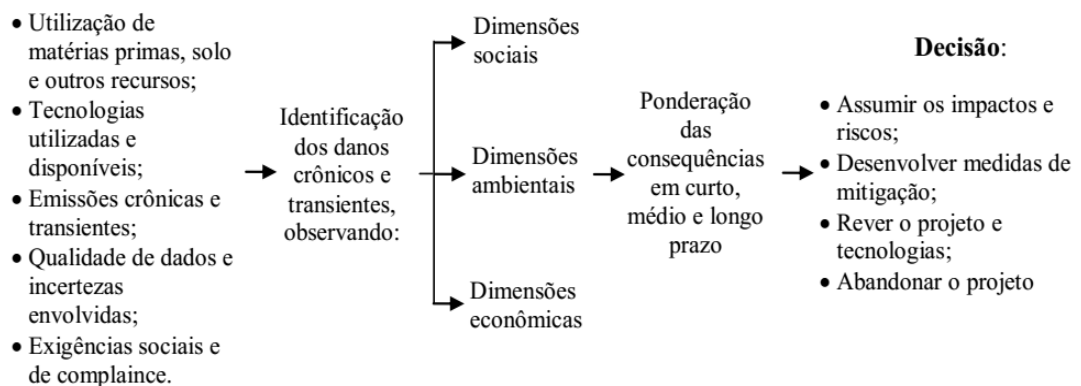 • Utilização de
matérias primas, solo
e outros recursos;
• Tecnologias
utilizadas e
disponíveis;
• Emissões crônicas e
transientes;
• Qualidade de dados e
incertezas
envolvidas;
• Exigências sociais e
de complaince.
Identificação
dos danos
crônicos e
transientes,
observando:
Dimensões
sociais
Dimensões
ambientais
Dimensões
econômicas
Ponderação
das
consequências
em curto,
médio e longo
prazo
Decisão:
• Assumir os impactos e
riscos;
• Desenvolver medidas de
mitigação;
• Rever o projeto e
tecnologias;
• Abandonar o projeto